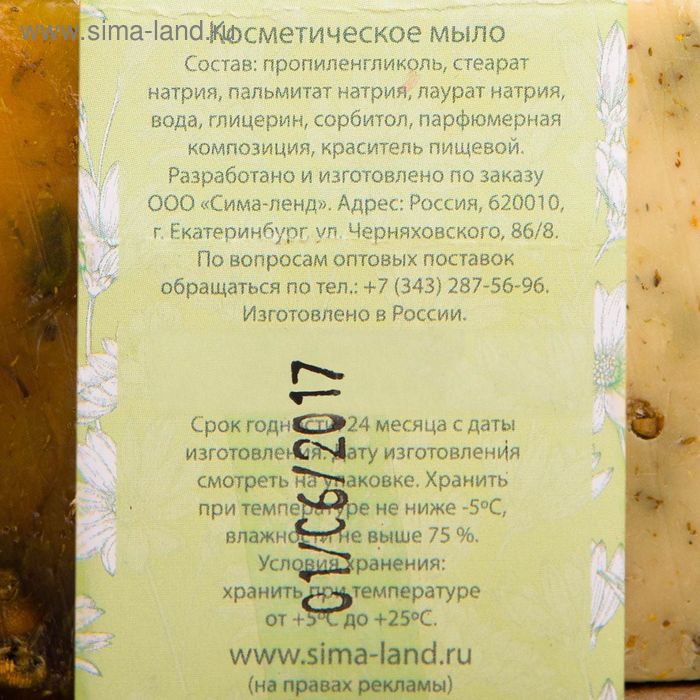 www.sima-land.ru
Косметическое мыло
Состав: пропиленгликоль, стеарат
натрия, пальмитат натрия, лаурат натрия,
вода, глицерин, сорбитол, парфюмерная
композиция, краситель пищевой.
Разработано и изготовлено по заказу
ООО «Сима-ленд». Адрес: Россия, 620010,
г. Екатеринбург, ул. Черняховского, 86/8.
По вопросам оптовых поставок
обращаться по тел.: +7 (343) 287-56-96.
Изготовлено в России.
Срок годности: 24 месяца с даты
изготовления. Дату изготовления
смотреть на упаковке. Хранить
при температуре не ниже -5ºС,
влажности не выше 75 %.
Условия хранения:
хранить при температуре
от +5ºС до +25ºС.
www.sima-land.ru
(на правах рекламы)
01/06/2017